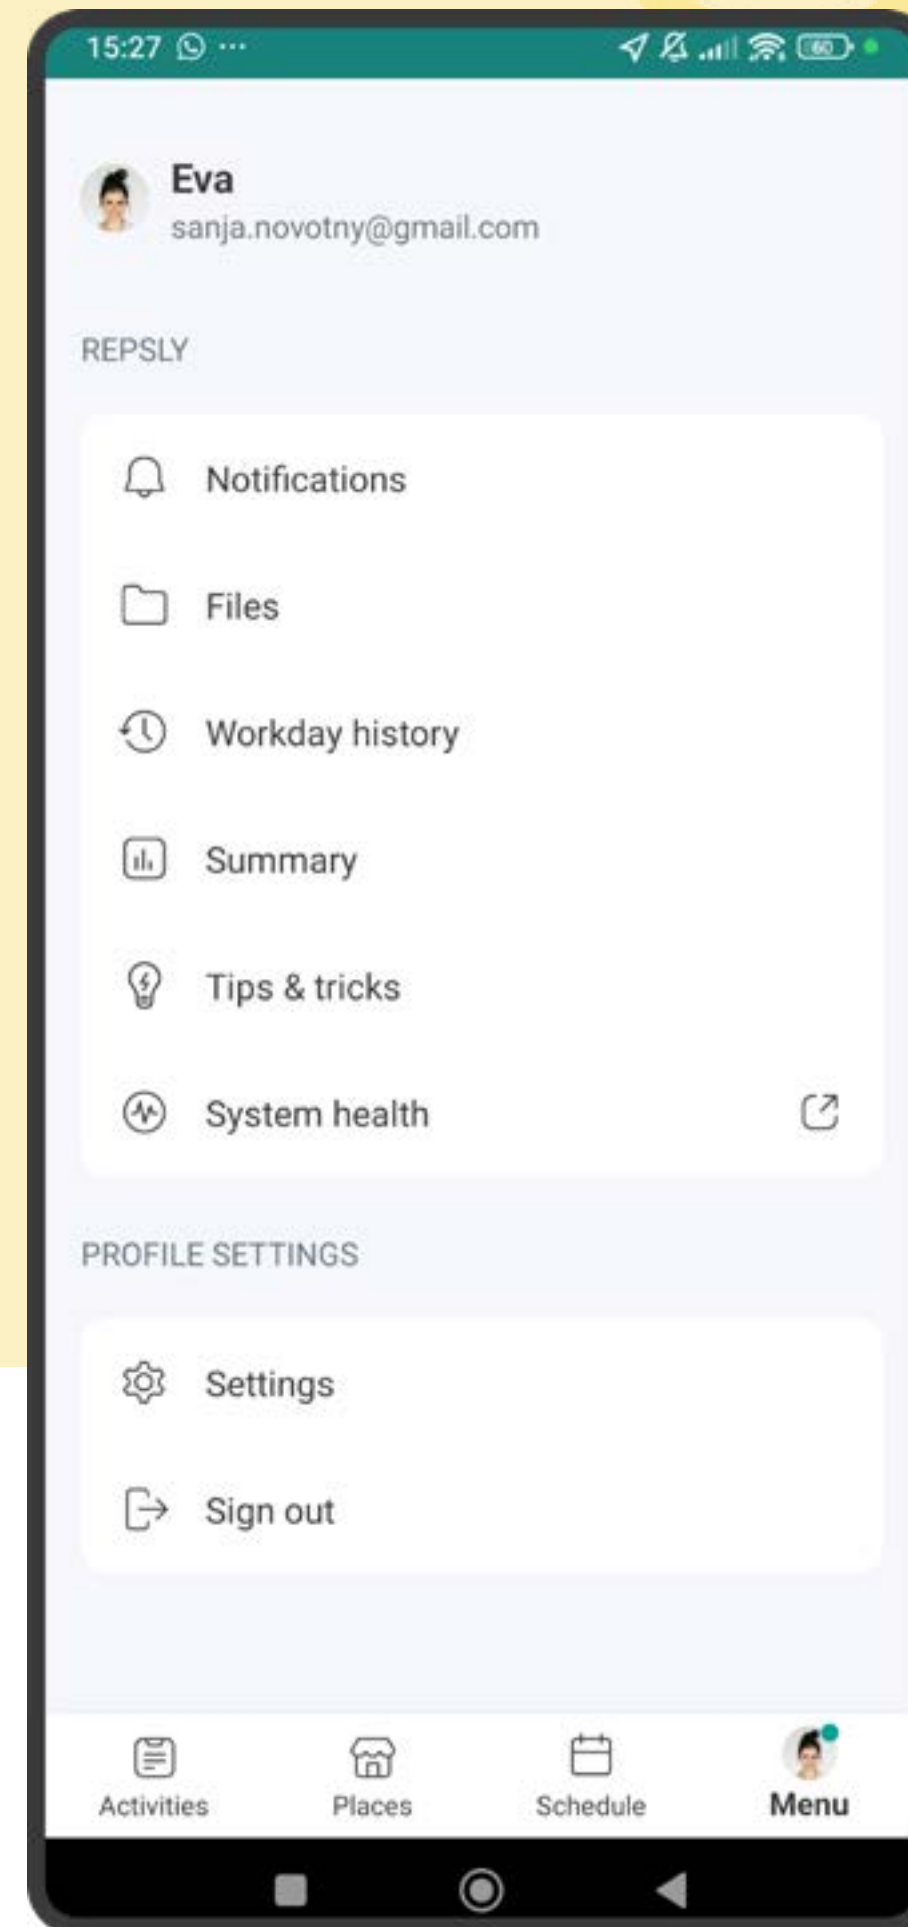 15:27
60
Eva
sanja.novotny@gmail.com
REPSLY
Notifications
Files
Workday history
Summary
Tips & tricks
System health
PROFILE SETTINGS
Settings
Sign out
Activities Places Schedule Menu